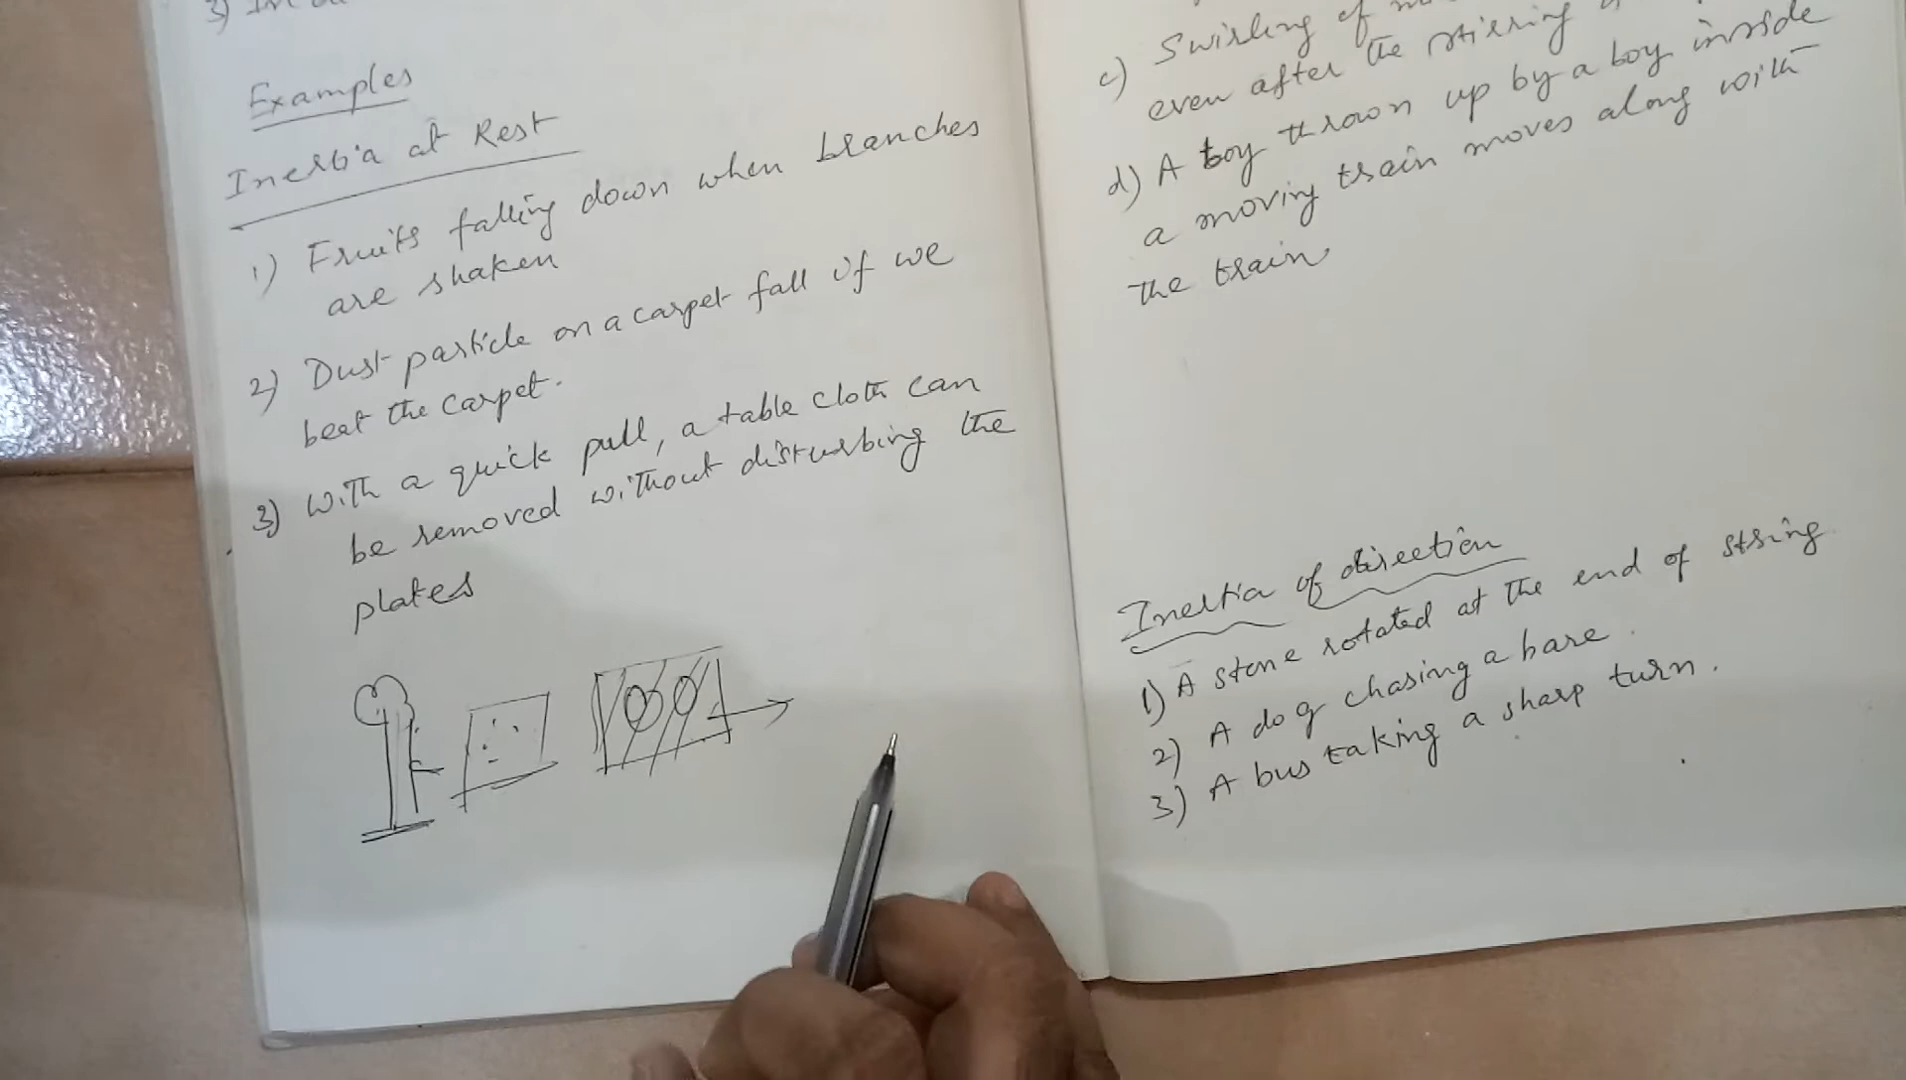 Examples
Inertia at Rest
1) Fruits falling down when branches
are shaken
2) Dust particle on a carpet fall if we
beat the carpet.
3) With a quick pull, a table cloth can
be removed without disturbing the
plates
c) Swirling of
even after the stirring
d) A boy thrown up by a boy inside
a moving train moves along with
the train
Inertia of direction
1) A stone rotated at the end of string
2) A dog chasing a hare.
3) A bus taking a sharp turn.